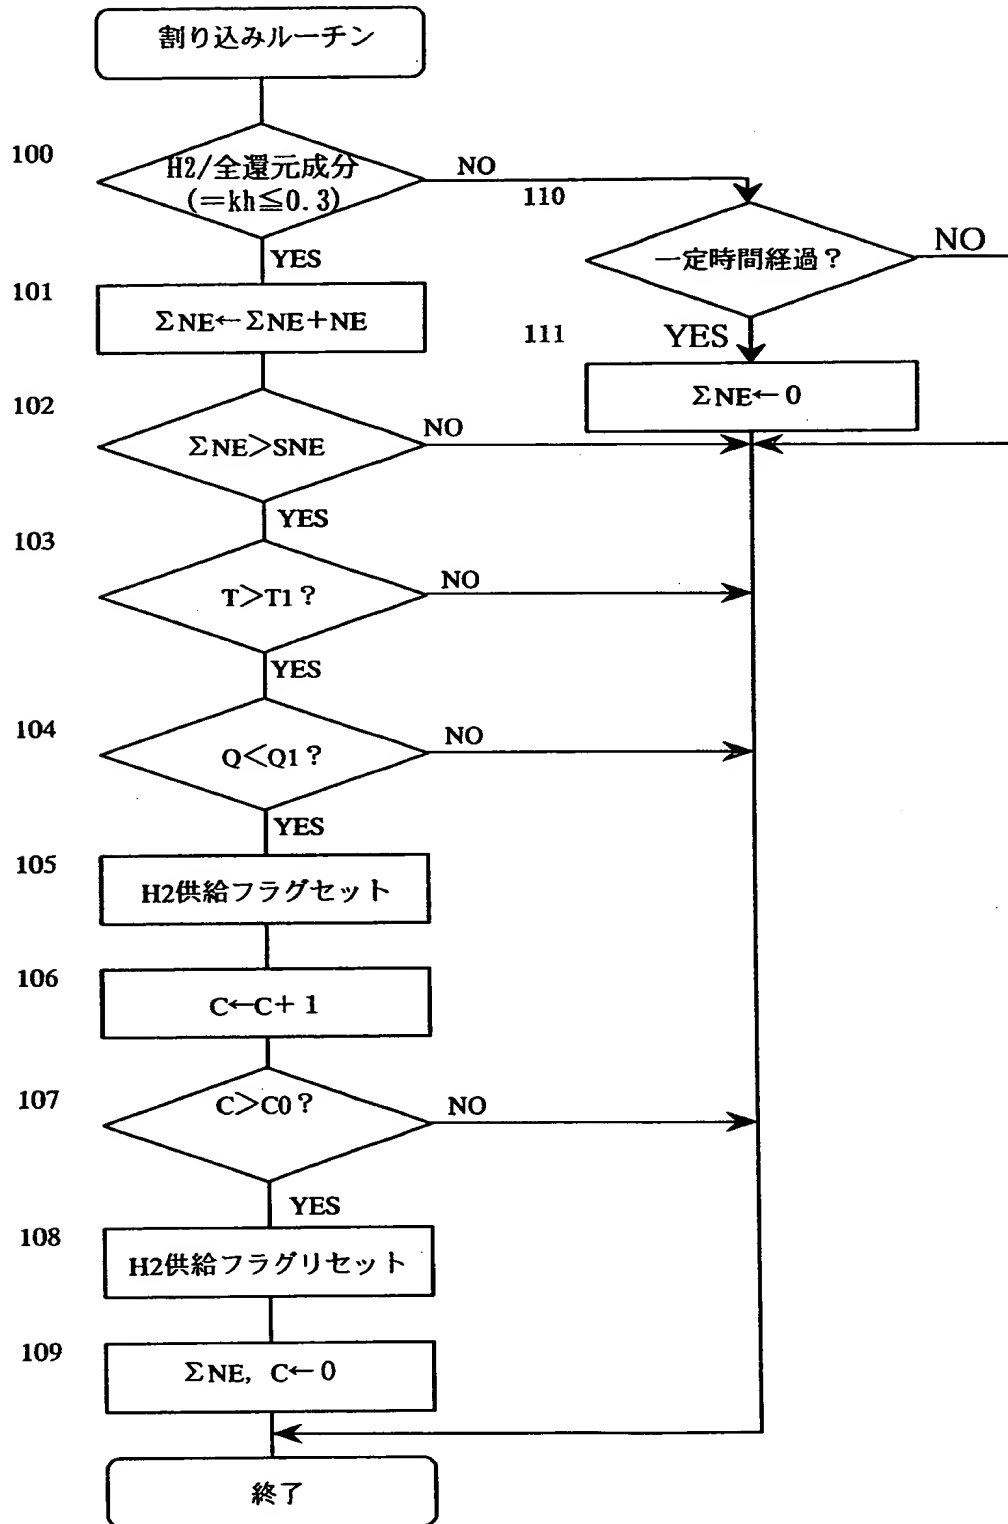 割り込みルーチン
100
H2/全還元成分
(=kh≦0.3)
NO
YES
110
一定時間経過?
NO
YES
101
ΣNE←ΣNE+NE
111
ΣNE←0
102
ΣNE>SNE
NO
YES
103
T>T1?
NO
YES
104
Q<Q1?
NO
YES
105
H2供給フラグセット
106
C←C+1
107
C>C0?
NO
YES
108
H2供給フラグリセット
109
ΣNE, C←0
終了